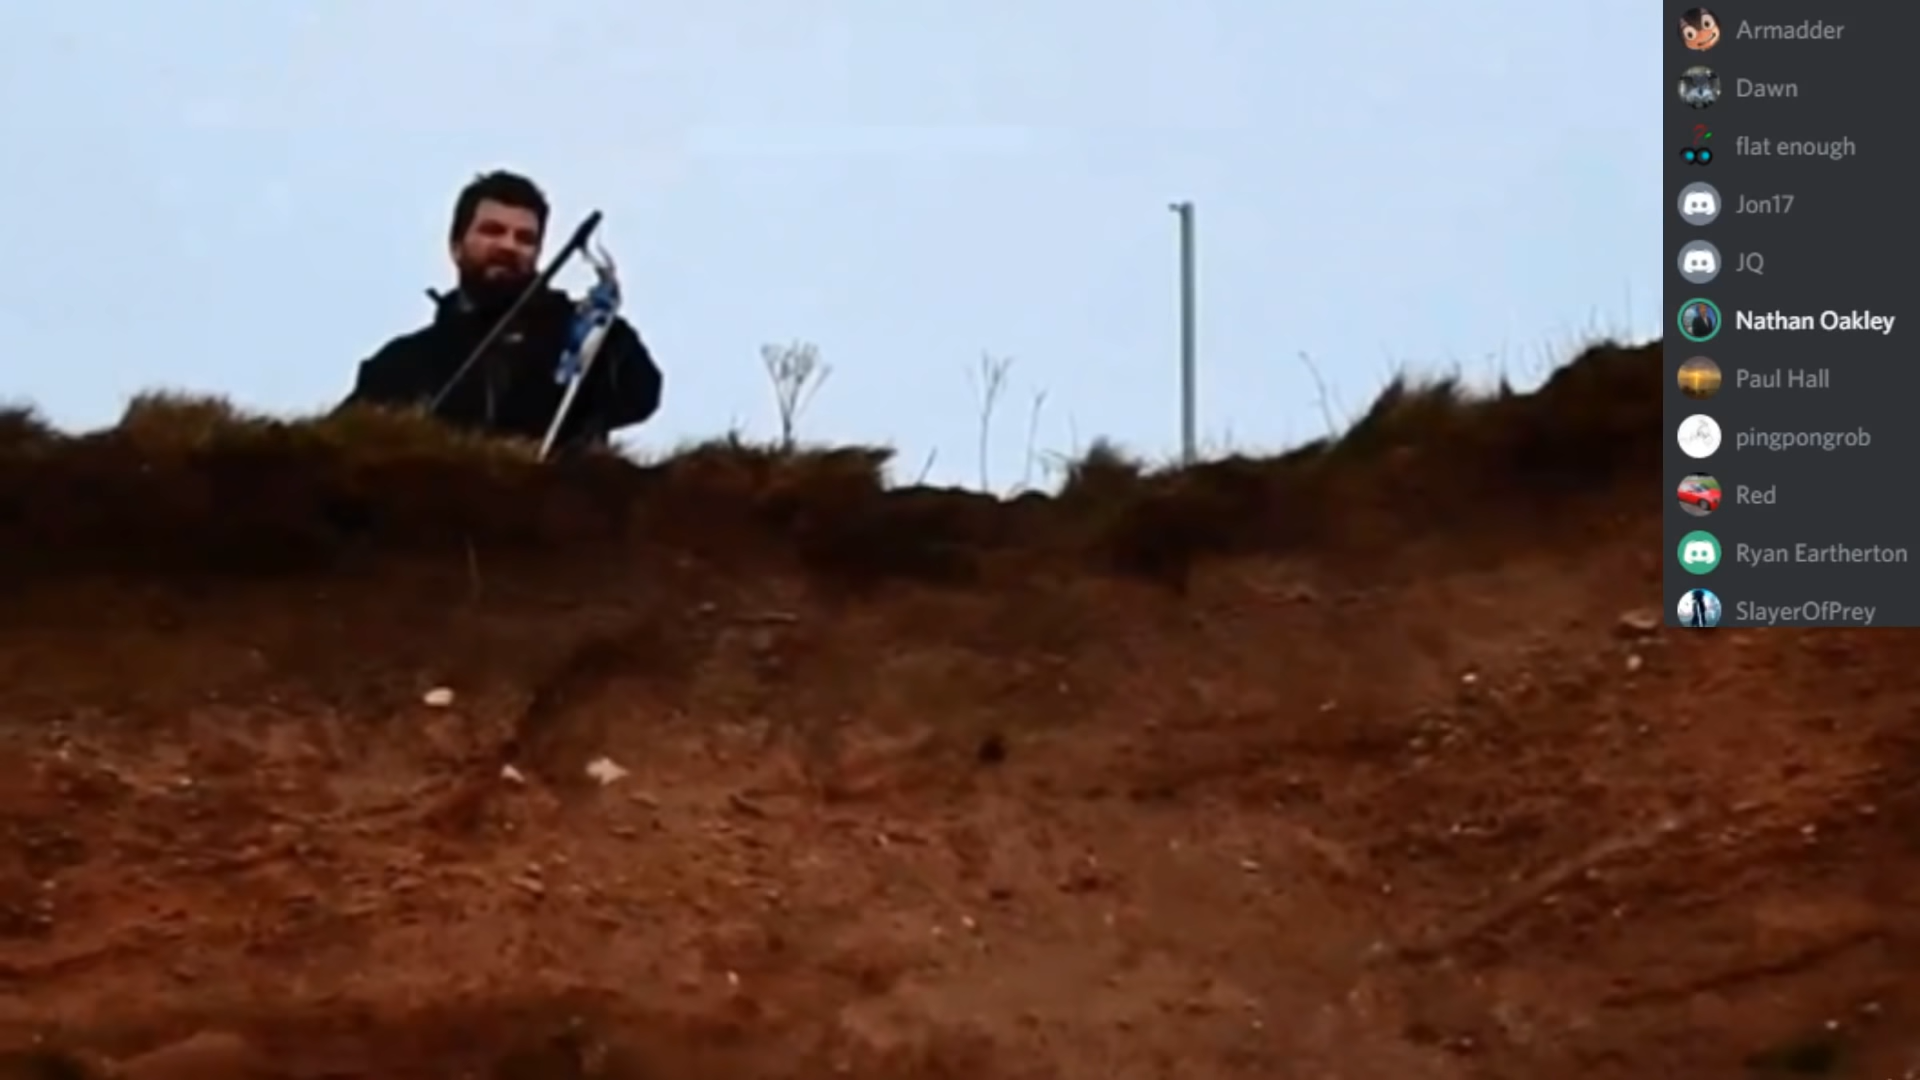 Armadder
Dawn
flat enough
Jon17
JQ
Nathan Oakley
Paul Hall
pingpongrob
Red
Ryan Eartherton
SlayerOfPrey